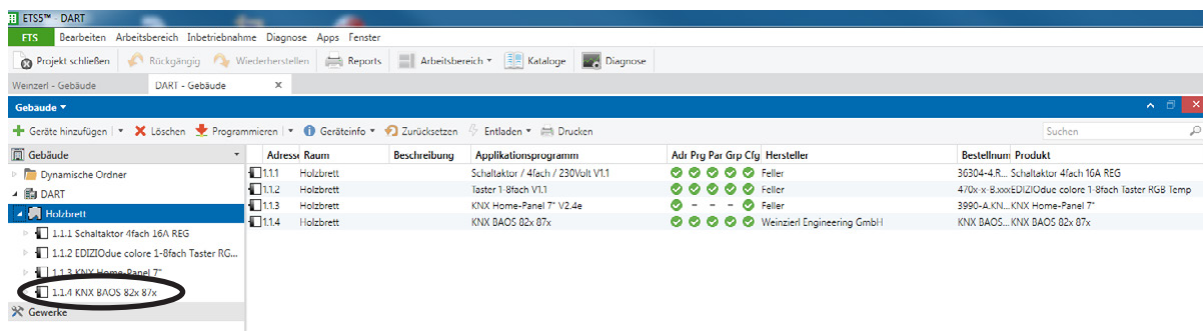 ETS5™ - DART
ETS Bearbeiten Arbeitsbereich Inbetriebnahme Diagnose Apps Fenster
Projekt schließen Rückgängig Wiederherstellen Reports Arbeitsbereich Kataloge Diagnose
Weinzerl - Gebäude DART - Gebäude X
Gebäude
Geräte hinzufügen Löschen Programmieren Geräteinfo Zurücksetzen Entladen Drucken Suchen
Gebäude Adresse Raum Beschreibung Applikationsprogramm Adr Prg Par Grp Cfg Hersteller Bestellnum Produkt
Dynamische Ordner 1.1.1 Holzbrett Schaltaktor / 4fach / 230Volt V1.1 Feller 36304-4.R... Schaltaktor 4fach 16A REG
DART 1.1.2 Holzbrett Taster 1-8fach V1.1 Feller 470x-x-B.xxx EDIZIOdue colore 1-8fach Taster RGB Temp
Holzbrett 1.1.3 Holzbrett KNX Home-Panel 7" V2.4e - - - Feller 3990-A.KN... KNX Home-Panel 7"
1.1.4 Holzbrett KNX BAOS 82x 87x Weinzierl Engineering GmbH KNX BAOS... KNX BAOS 82x 87x
1.1.1 Schaltaktor 4fach 16A REG
1.1.2 EDIZIOdue colore 1-8fach Taster RG...
1.1.3 KNX Home-Panel 7"
1.1.4 KNX BAOS 82x 87x
Gewerke